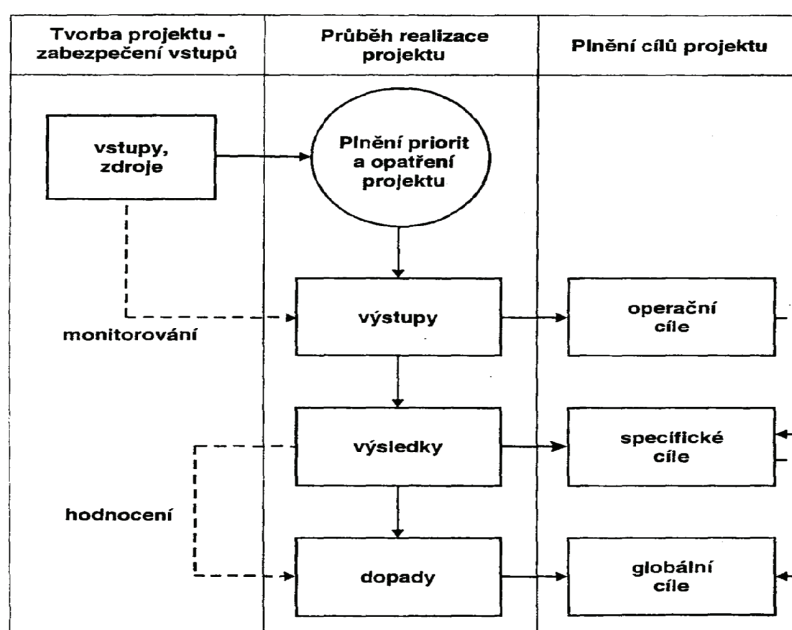 Tvorba projektu -
zabezpečení vstupů
Průběh realizace
projektu
Plnění cílů projektu
vstupy,
zdroje
Plnění priorit
a opatření
projektu
výstupy
operační
cíle
monitorování
výsledky
specífické
cíle
hodnocení
dopady
globální
cíle